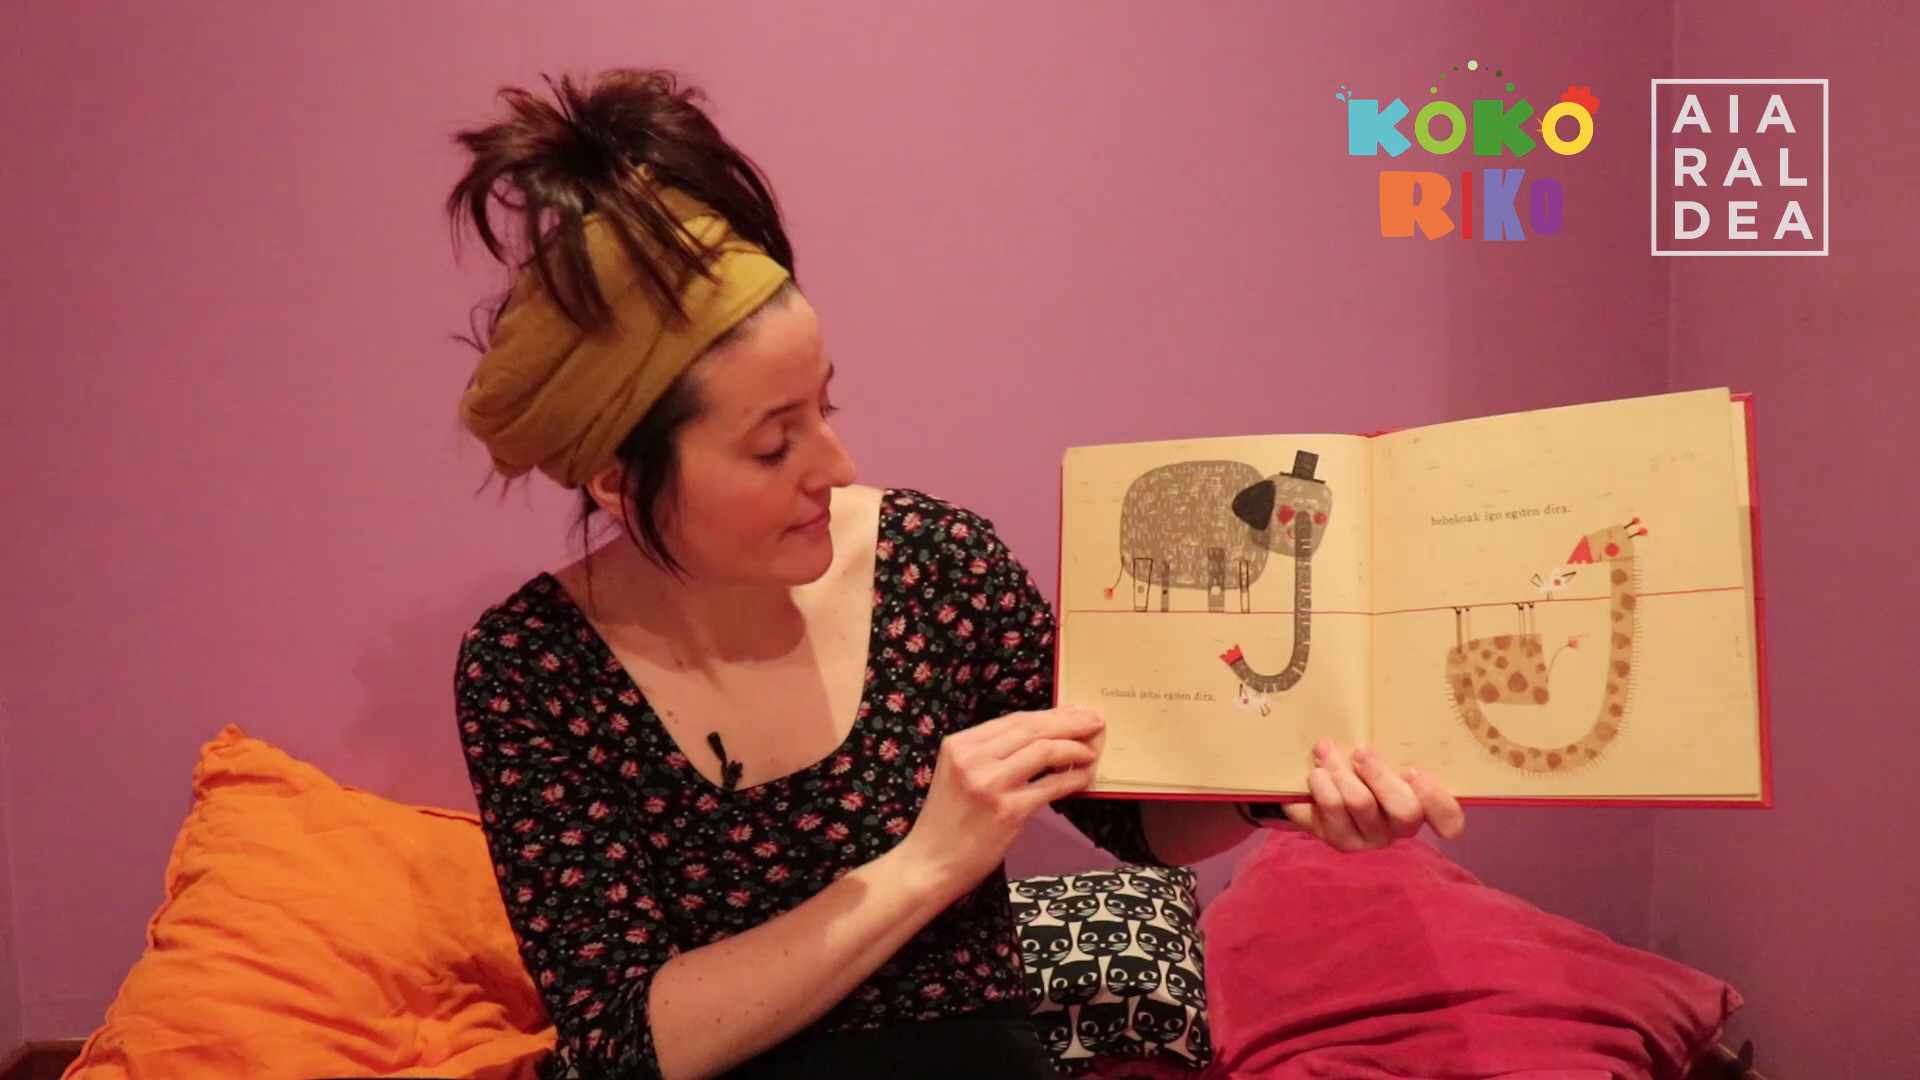 KOKO
RIKO
AIA
RAL
DEA
Goikoak jaitsi egiten dira,
behekoak igo egiten dira.